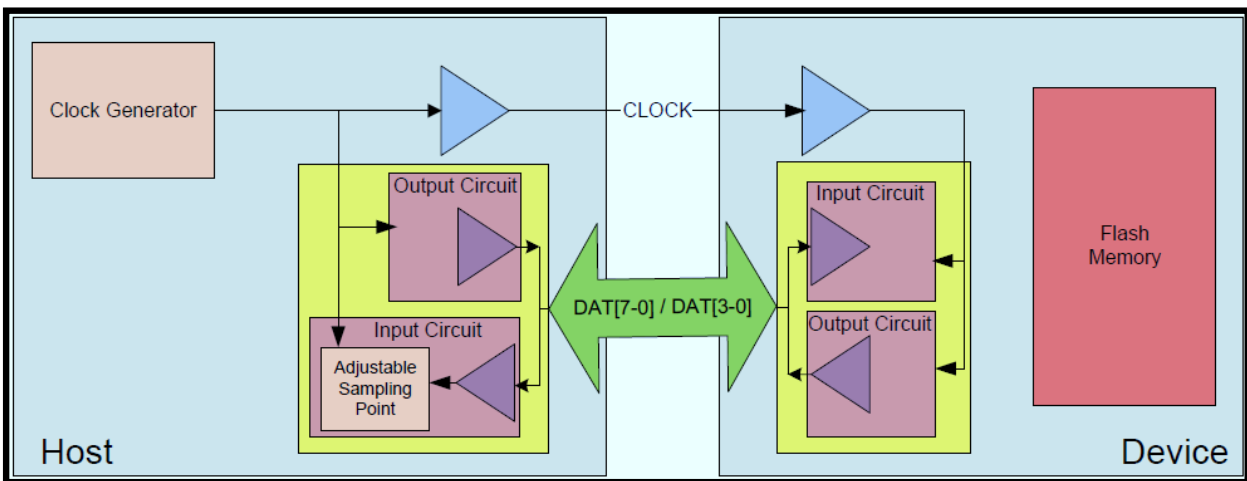 Clock Generator
CLOCK
Output Circuit
Input Circuit
Adjustable
Sampling
Point
DAT[7-0] / DAT[3-0]
Input Circuit
Output Circuit
Flash
Memory
Host
Device